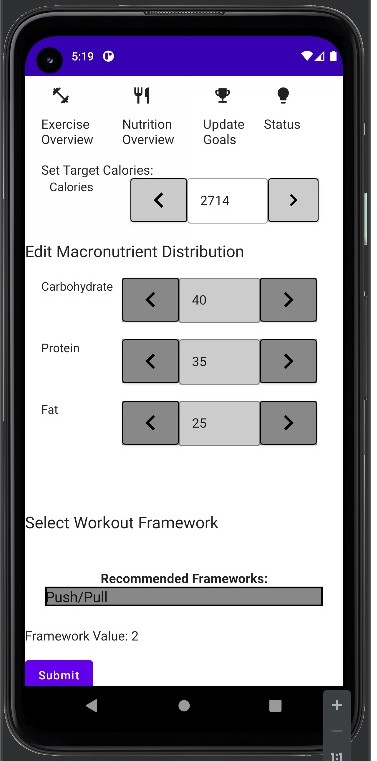 5:19
Exercise Overview
Nutrition Overview
Update Goals
Status
Set Target Calories:
Calories
2714
Edit Macronutrient Distribution
Carbohydrate
40
Protein
35
Fat
25
Select Workout Framework
Recommended Frameworks:
Push/Pull
Framework Value: 2
Submit
1:1